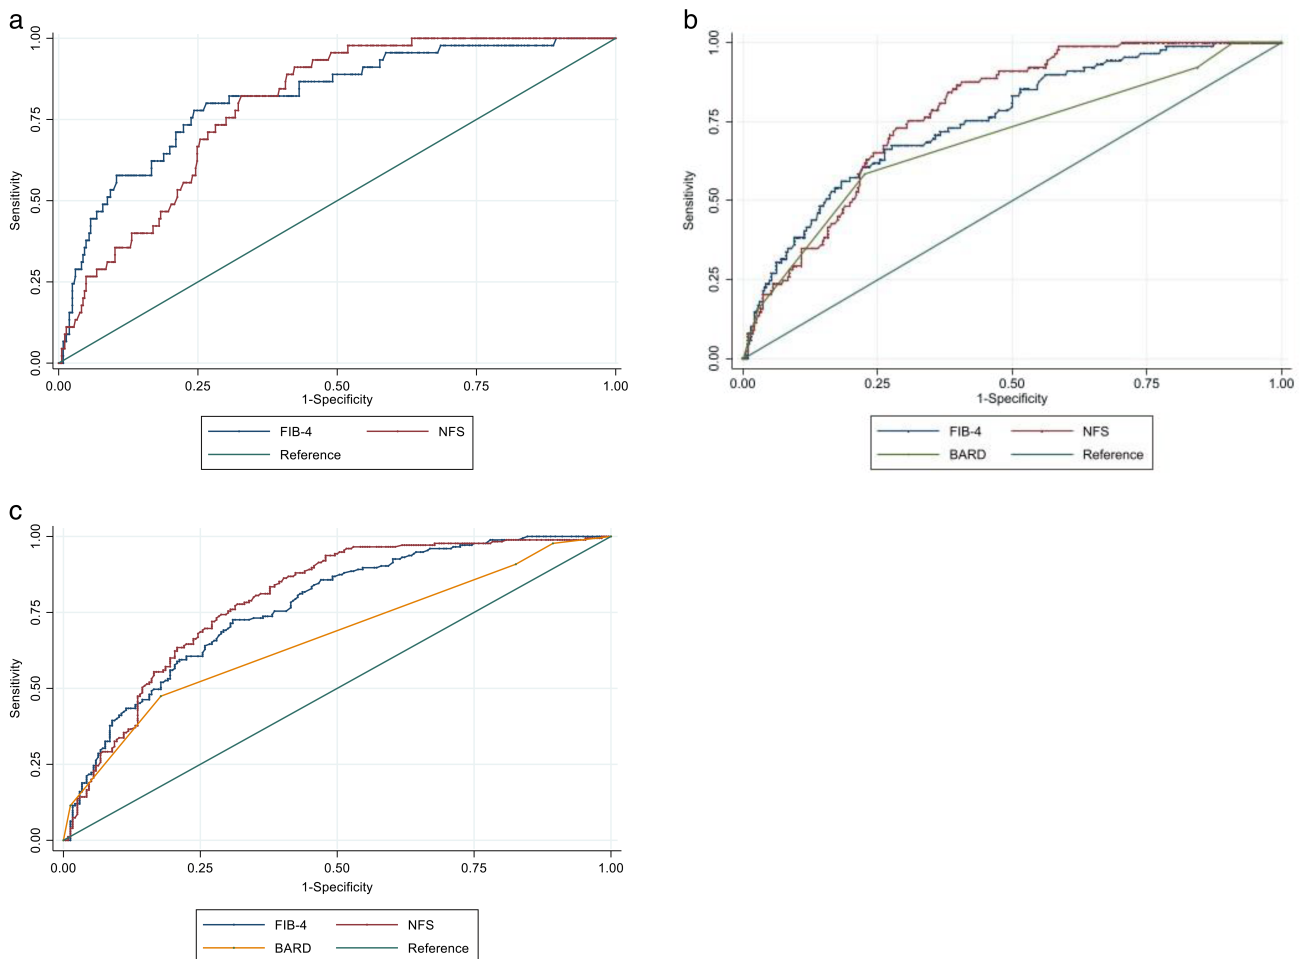 a
Sensitivity
1.00
0.75
0.50
0.25
0.00
0.00 0.25 0.50 0.75 1.00
1-Specificity
FIB-4 NFS
Reference
b
Sensitivity
1.00
0.75
0.50
0.25
0.00
0.00 0.25 0.50 0.75 1.00
1-Specificity
FIB-4 NFS
BARD Reference
c
Sensitivity
1.00
0.75
0.50
0.25
0.00
0.00 0.25 0.50 0.75 1.00
1-Specificity
FIB-4 NFS
BARD Reference